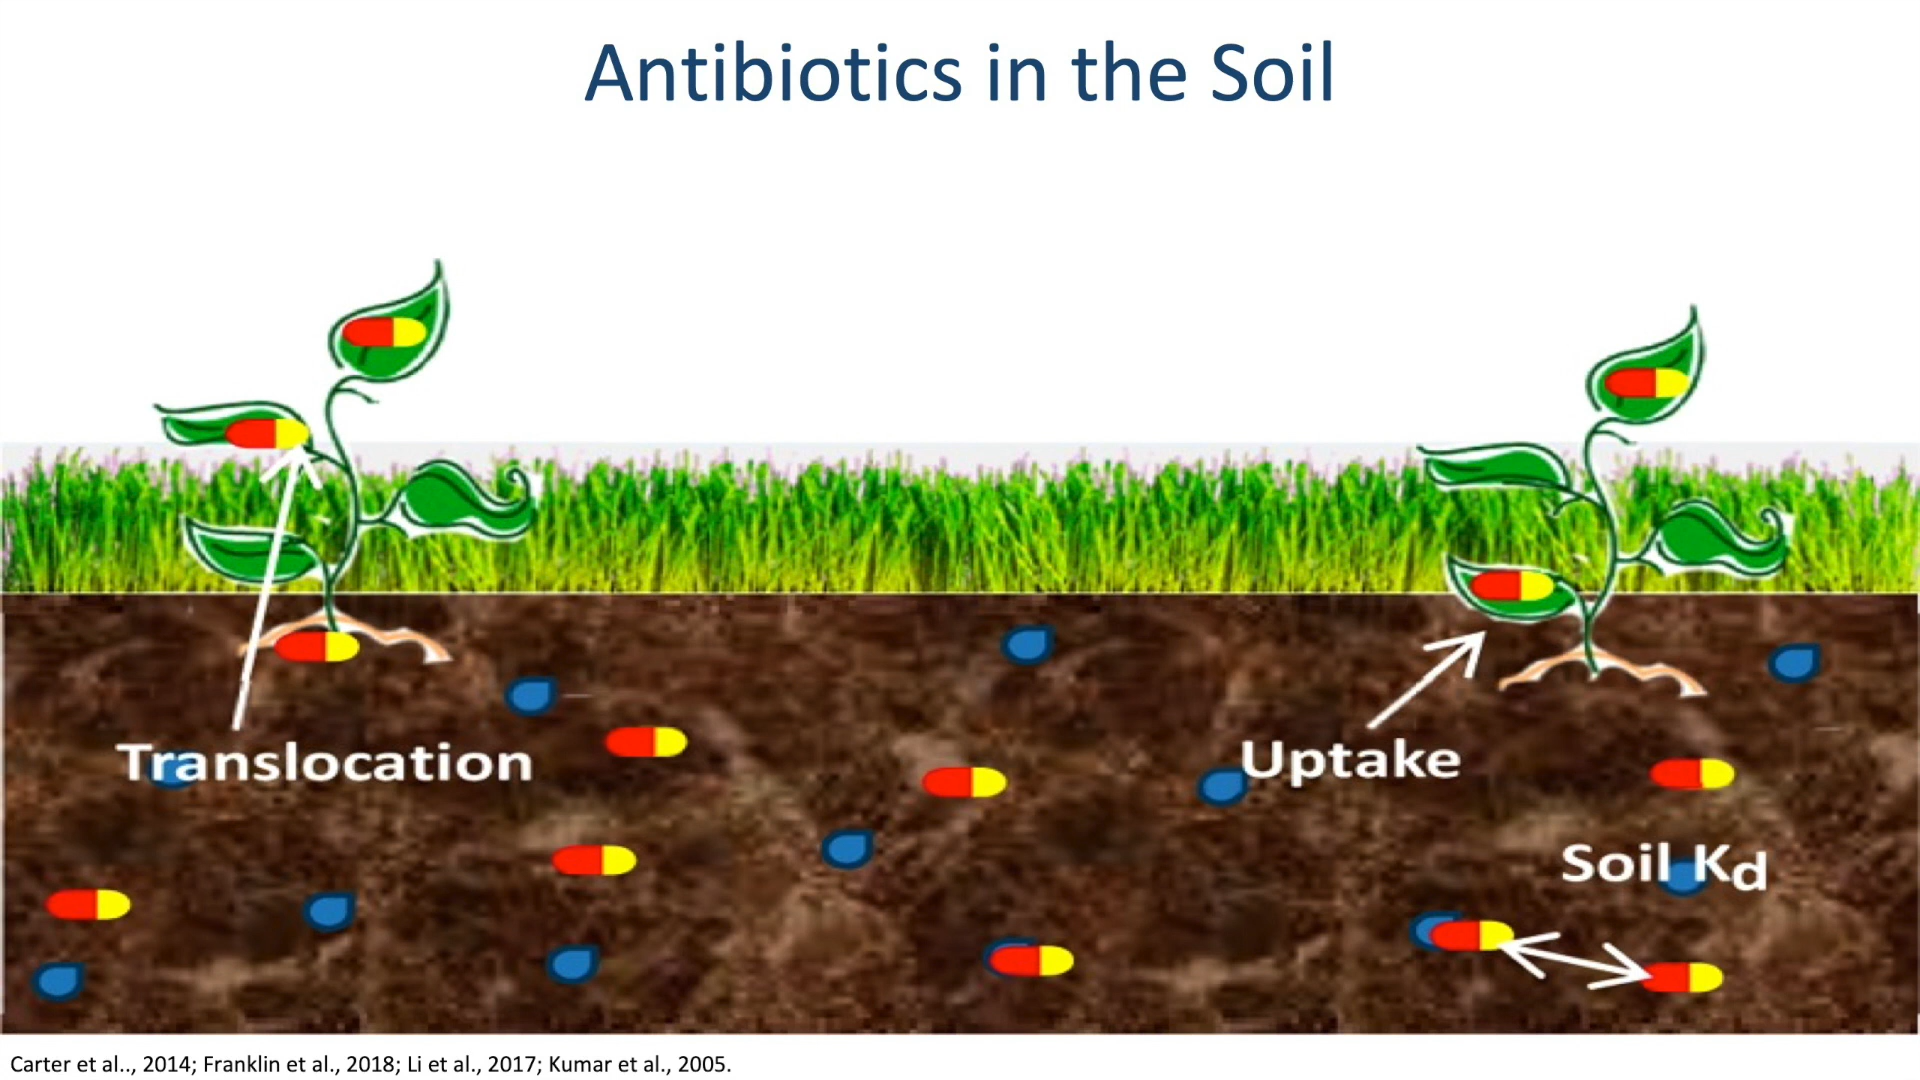 Antibiotics in the Soil
Translocation
Uptake
Soil Kd
Carter et al.., 2014; Franklin et al., 2018; Li et al., 2017; Kumar et al., 2005.